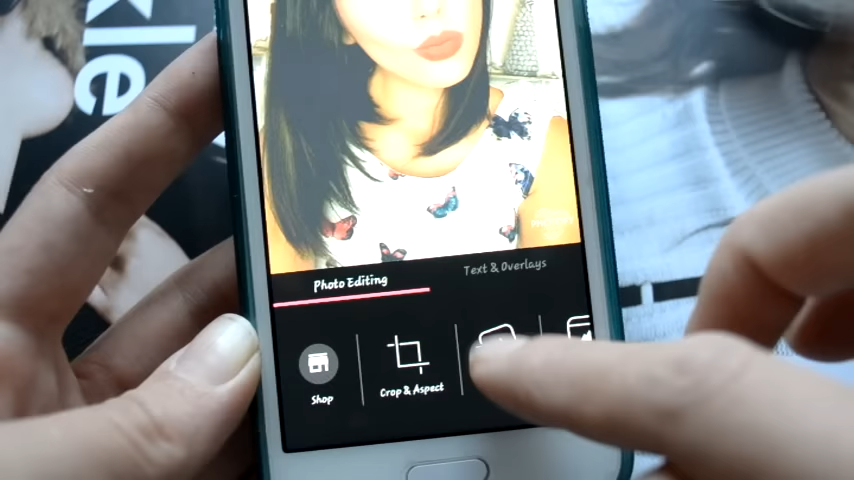 kle
e
Photo Editing
Text & Overlays
Shop
Crop & Aspect